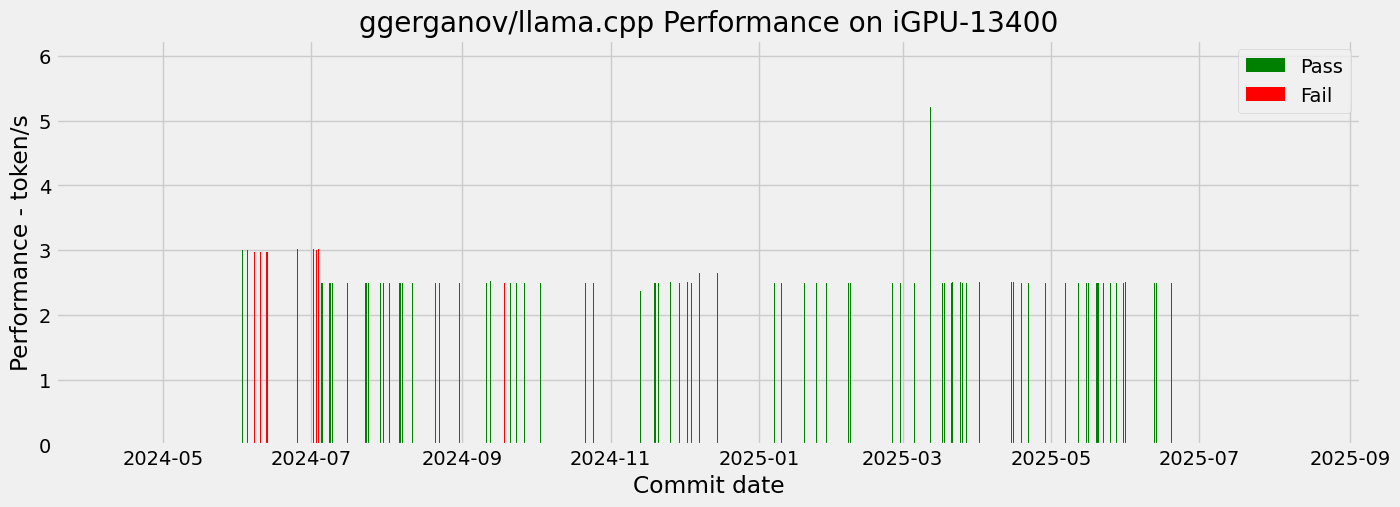 ggerganov/llama.cpp Performance on iGPU-13400
Performance - token/s
6
5
4
3
2
1
0
Pass
Fail
2024-05 2024-07 2024-09 2024-11 2025-01 2025-03 2025-05 2025-07 2025-09
Commit date